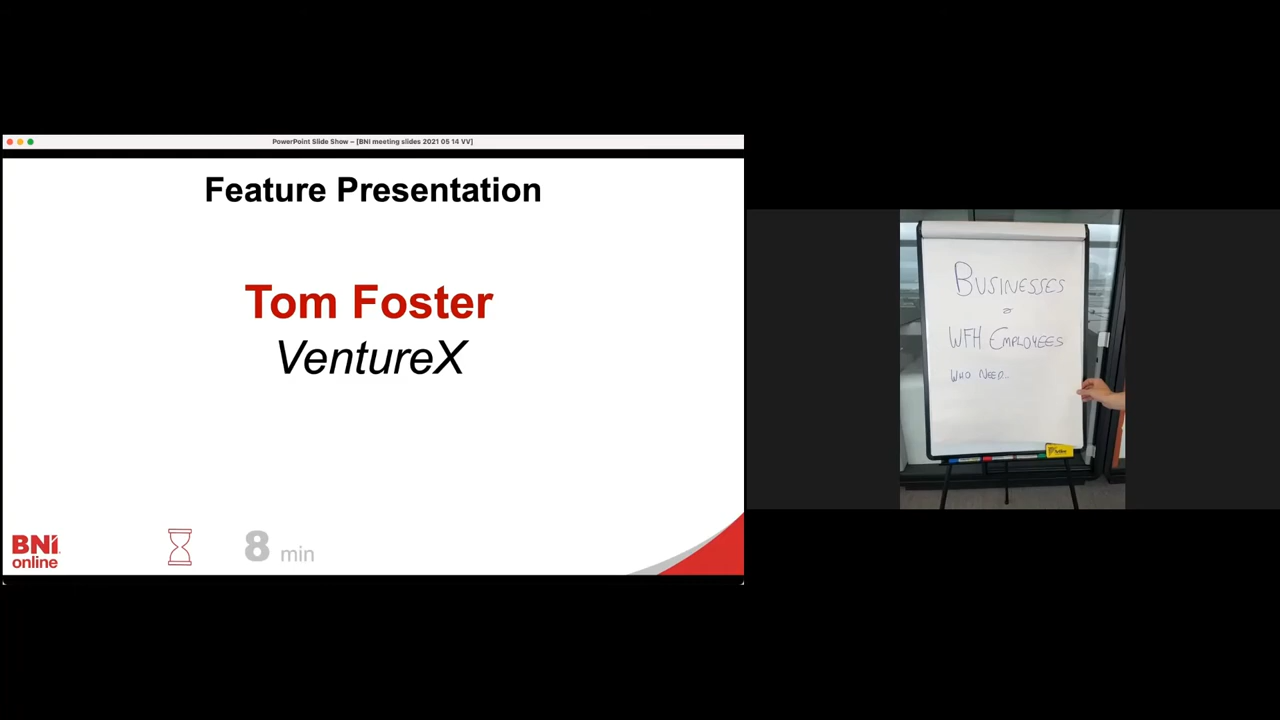 PowerPoint Slide Show – [BNI meeting slides 2021 05 14 VV]
Feature Presentation
Tom Foster
VentureX
BNI
online
8 min
BUSINESSES
WFH EMPLOYEES
WHO NEED..